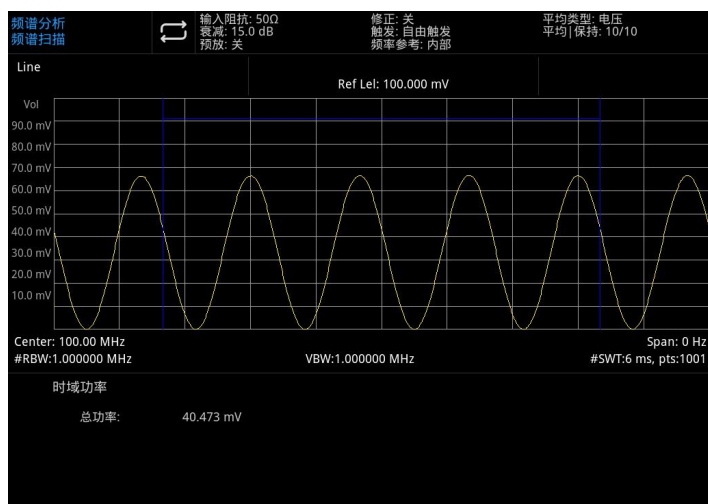 频谱分析
频谱扫描
输入阻抗: 50Ω
衰减: 15.0 dB
预放: 关
修正: 关
触发: 自由触发
频率参考: 内部
平均类型: 电压
平均|保持: 10/10
Line
Ref Lel: 100.000 mV
Vol
90.0 mV
80.0 mV
70.0 mV
60.0 mV
50.0 mV
40.0 mV
30.0 mV
20.0 mV
10.0 mV
Center: 100.00 MHz
Span: 0 Hz
#RBW:1.000000 MHz
VBW:1.000000 MHz
#SWT:6 ms, pts:1001
时域功率
总功率: 40.473 mV